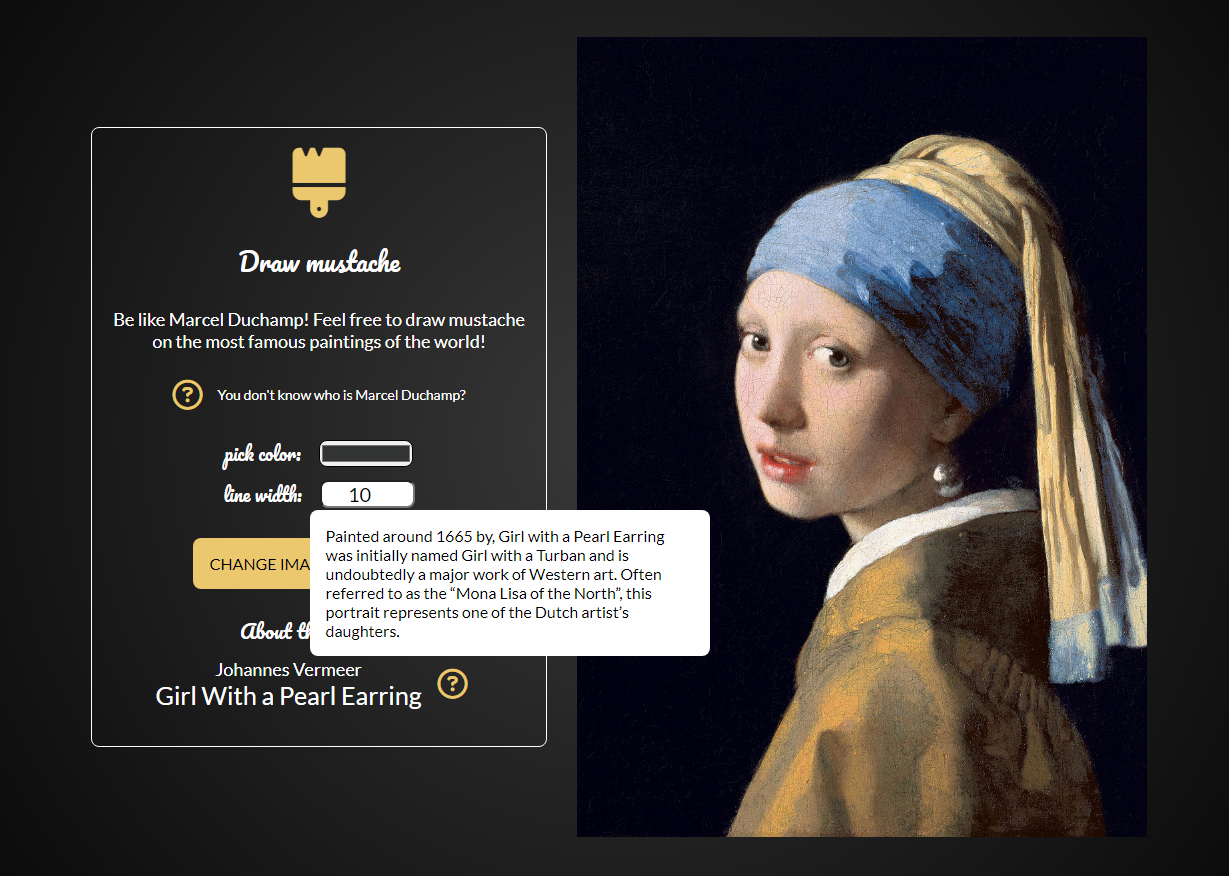 Draw mustache
Be like Marcel Duchamp! Feel free to draw mustache
on the most famous paintings of the world!
? You don't know who is Marcel Duchamp?
pick color:
line width: 10
Painted around 1665 by, Girl with a Pearl Earring
was initially named Girl with a Turban and is
undoubtedly a major work of Western art. Often
referred to as the “Mona Lisa of the North”, this
portrait represents one of the Dutch artist’s
daughters.
CHANGE IMA
About th
Johannes Vermeer
Girl With a Pearl Earring ?